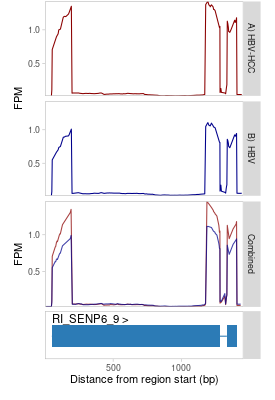 A) HBV-HCC
1.0
0.5
FPM
B) HBV
1.0
0.5
Combined
1.0
0.5
FPM
RI_SENP6_9 >
500
1000
Distance from region start (bp)